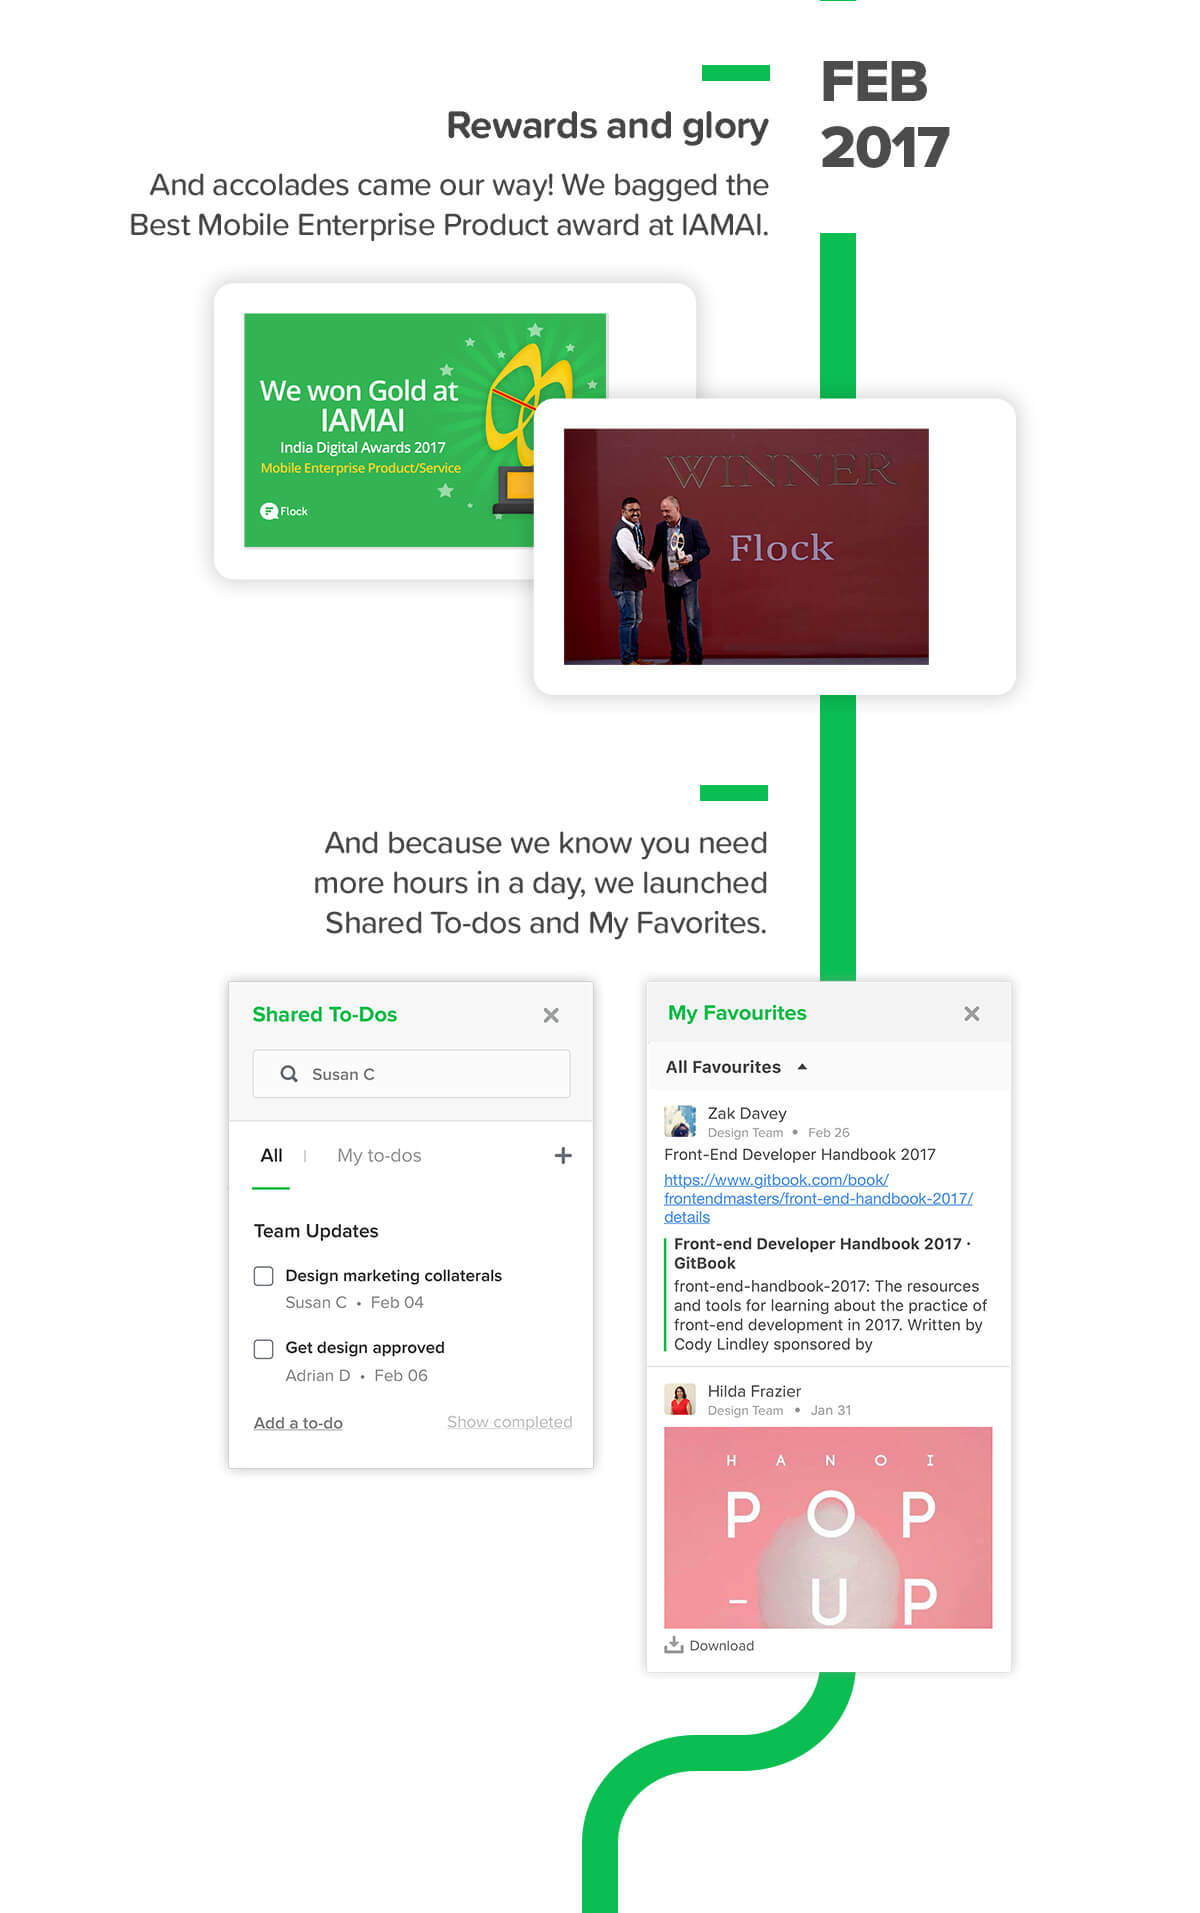 FEB
2017
Rewards and glory
And accolades came our way! We bagged the
Best Mobile Enterprise Product award at IAMAI.
We won Gold at
IAMAI
India Digital Awards 2017
Mobile Enterprise Product/Service
Flock
WINNER
Flock
And because we know you need
more hours in a day, we launched
Shared To-dos and My Favorites.
Shared To-Dos
Susan C
All | My to-dos
Team Updates
Design marketing collaterals
Susan C • Feb 04
Get design approved
Adrian D • Feb 06
Add a to-do
Show completed
My Favourites
All Favourites
Zak Davey
Design Team • Feb 26
Front-End Developer Handbook 2017
https://www.gitbook.com/book/
frontendmasters/front-end-handbook-2017/
details
Front-end Developer Handbook 2017 ·
GitBook
front-end-handbook-2017: The resources
and tools for learning about the practice of
front-end development in 2017. Written by
Cody Lindley sponsored by
Hilda Frazier
Design Team • Jan 31
HANOI
POP
-UP
Download